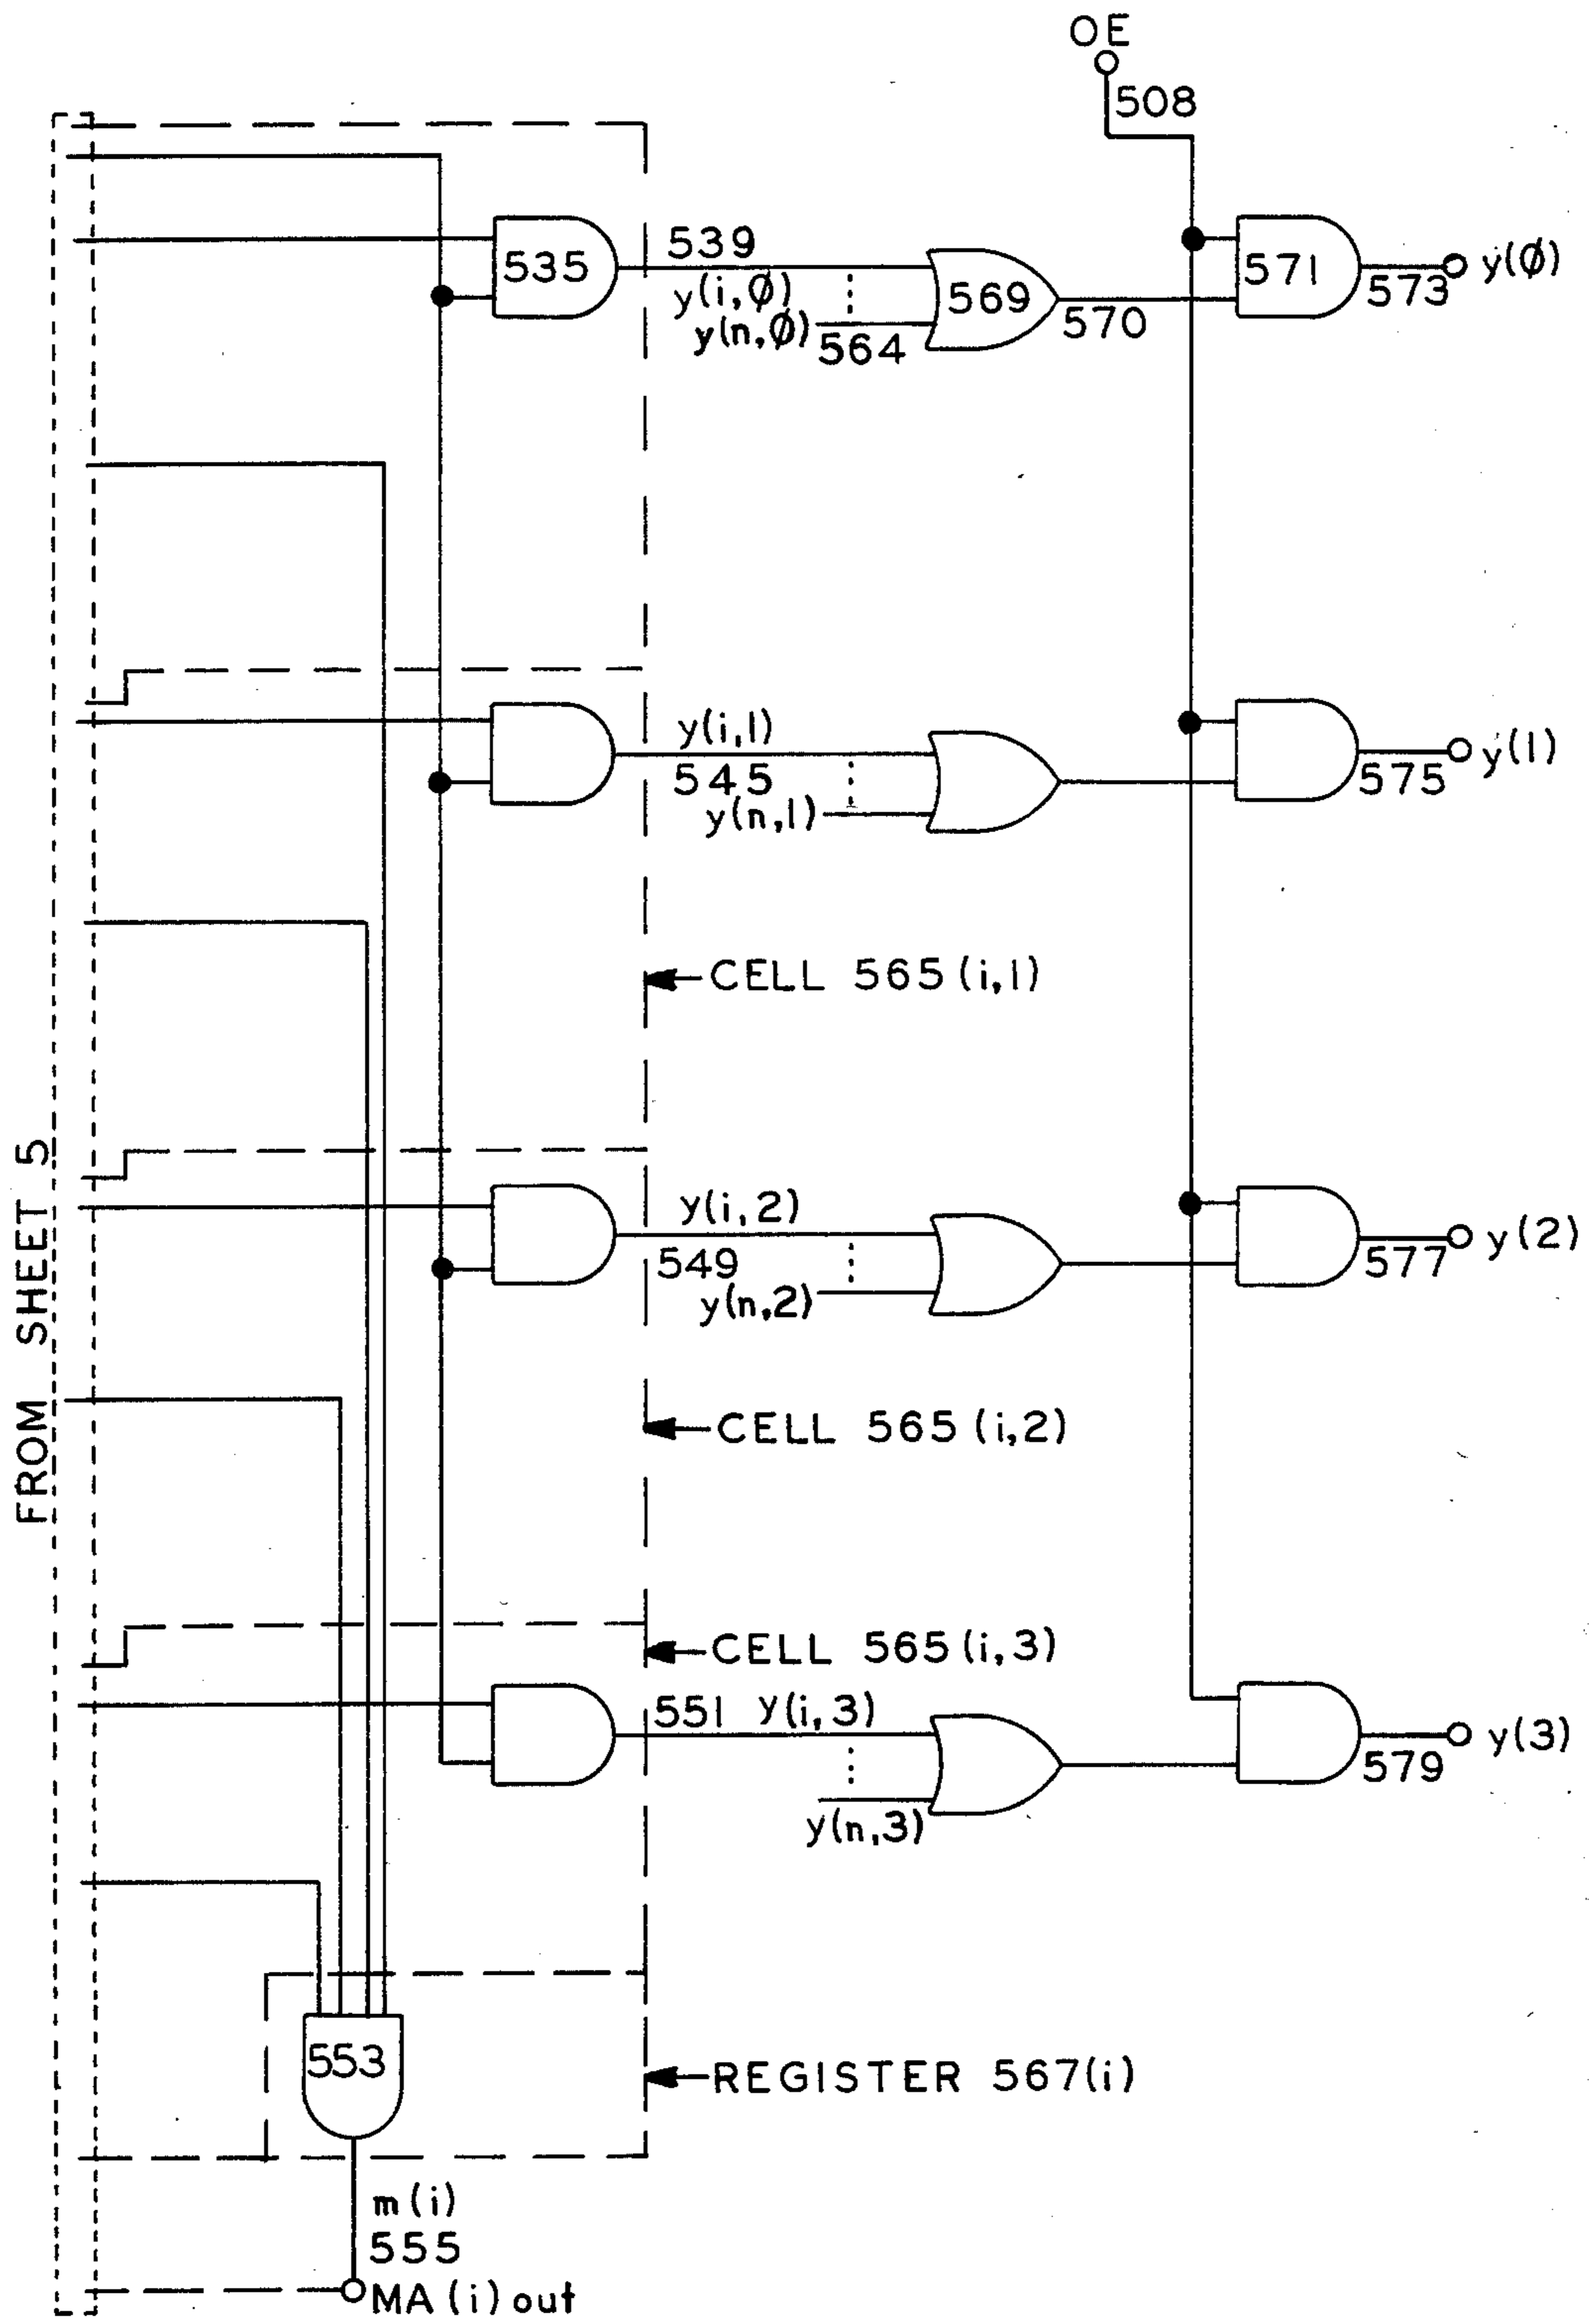 OE
508
535
539
y(i,Ø)
y(n,Ø)
564
569
570
571
573
y(Ø)
y(i,1)
545
y(n,1)
575
y(1)
CELL 565 (i,1)
FROM SHEET 5
y(i,2)
549
y(n,2)
577
y(2)
CELL 565 (i,2)
CELL 565 (i,3)
551 y(i,3)
y(n,3)
579
y(3)
553
REGISTER 567(i)
m(i)
555
MA(i) out